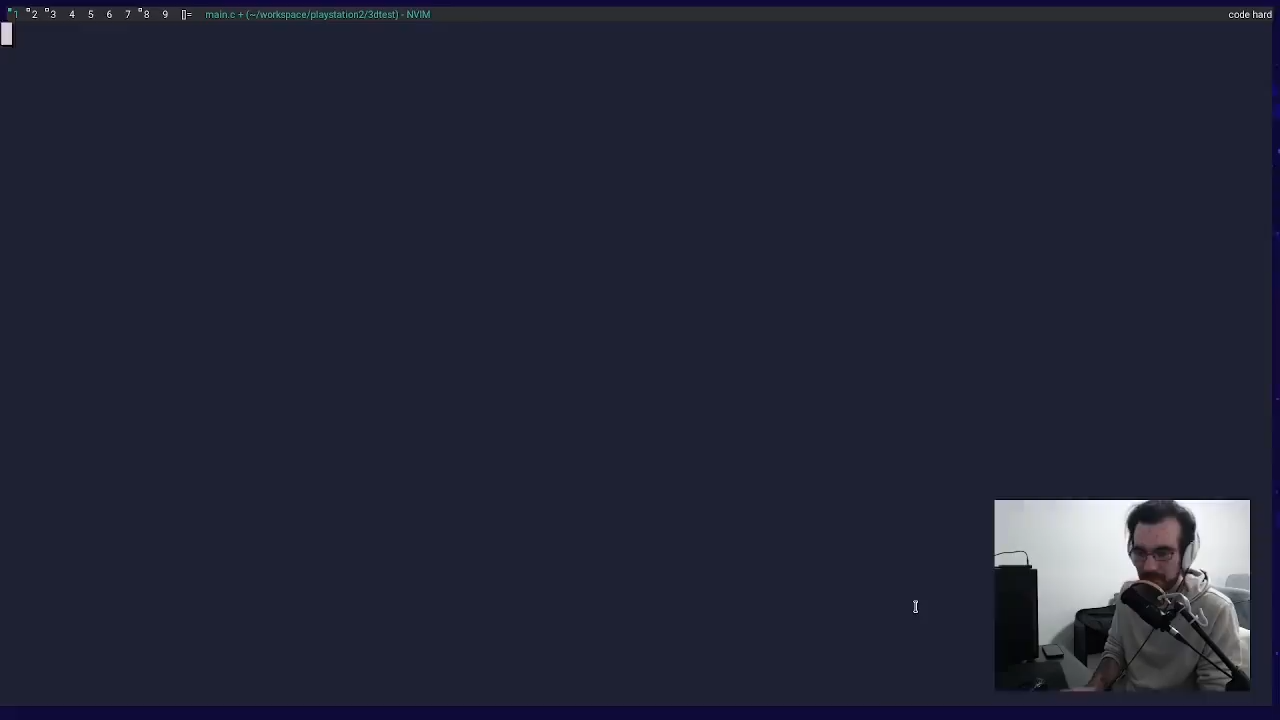 1 2 3 4 5 6 7 8 9 []= main.c + (~/workspace/playstation2/3dtest) - NVIM code hard